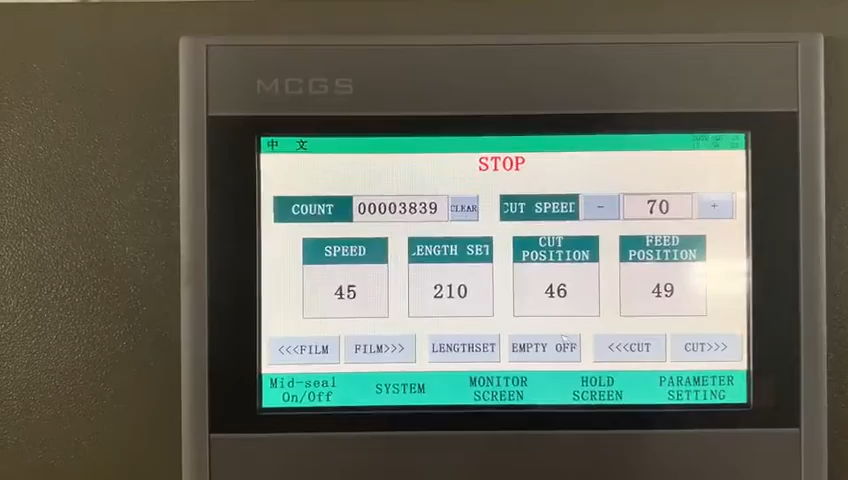 MCGS
中 文
STOP
COUNT 00003839 CLEAR CUT SPEED - 70 +
SPEED LENGTH SET CUT POSITION FEED POSITION
45 210 46 49
<<<FILM FILM>>> LENGTHSET EMPTY OFF <<<CUT CUT>>>
Mid-seal On/Off SYSTEM MONITOR SCREEN HOLD SCREEN PARAMETER SETTING